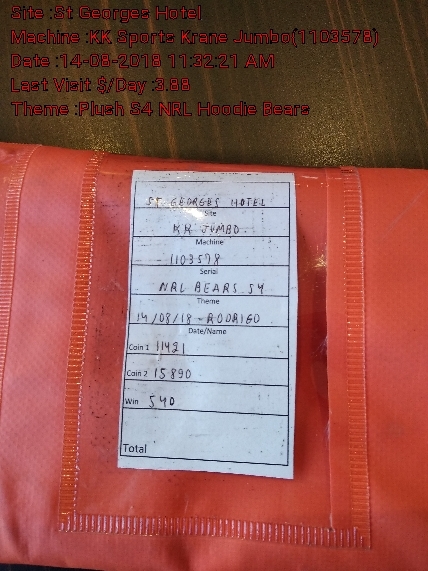 Site :St Georges Hotel
Machine :KK Sports Krane Jumbo(1103578)
Date :14-08-2018 11:32:21 AM
Last Visit $/Day :3.88
Theme :Plush S4 NRL Hoodie Bears
ST GEORGES HOTEL
Site
KK JUMBO
Machine
1103578
Serial
NRL BEARS S4
Theme
14/08/18 - RODRIGO
Date/Name
Coin 1 11421
Coin 2 15890
Win 540
Total